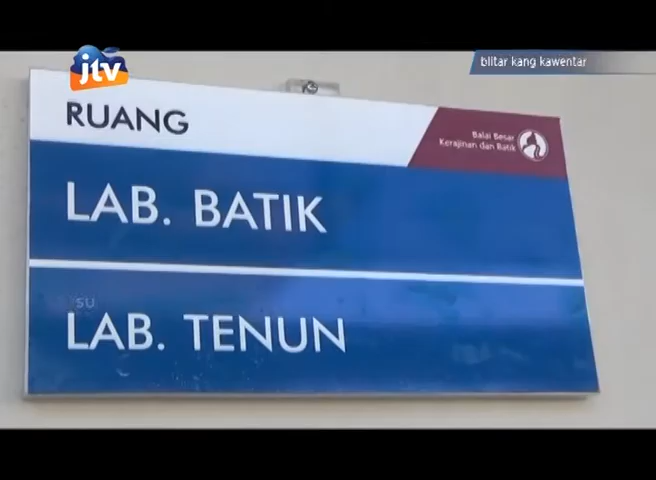 jtv
blitar kang kawentar
RUANG
Balai Besar
Kerajinan dan Batik
LAB. BATIK
SU
LAB. TENUN